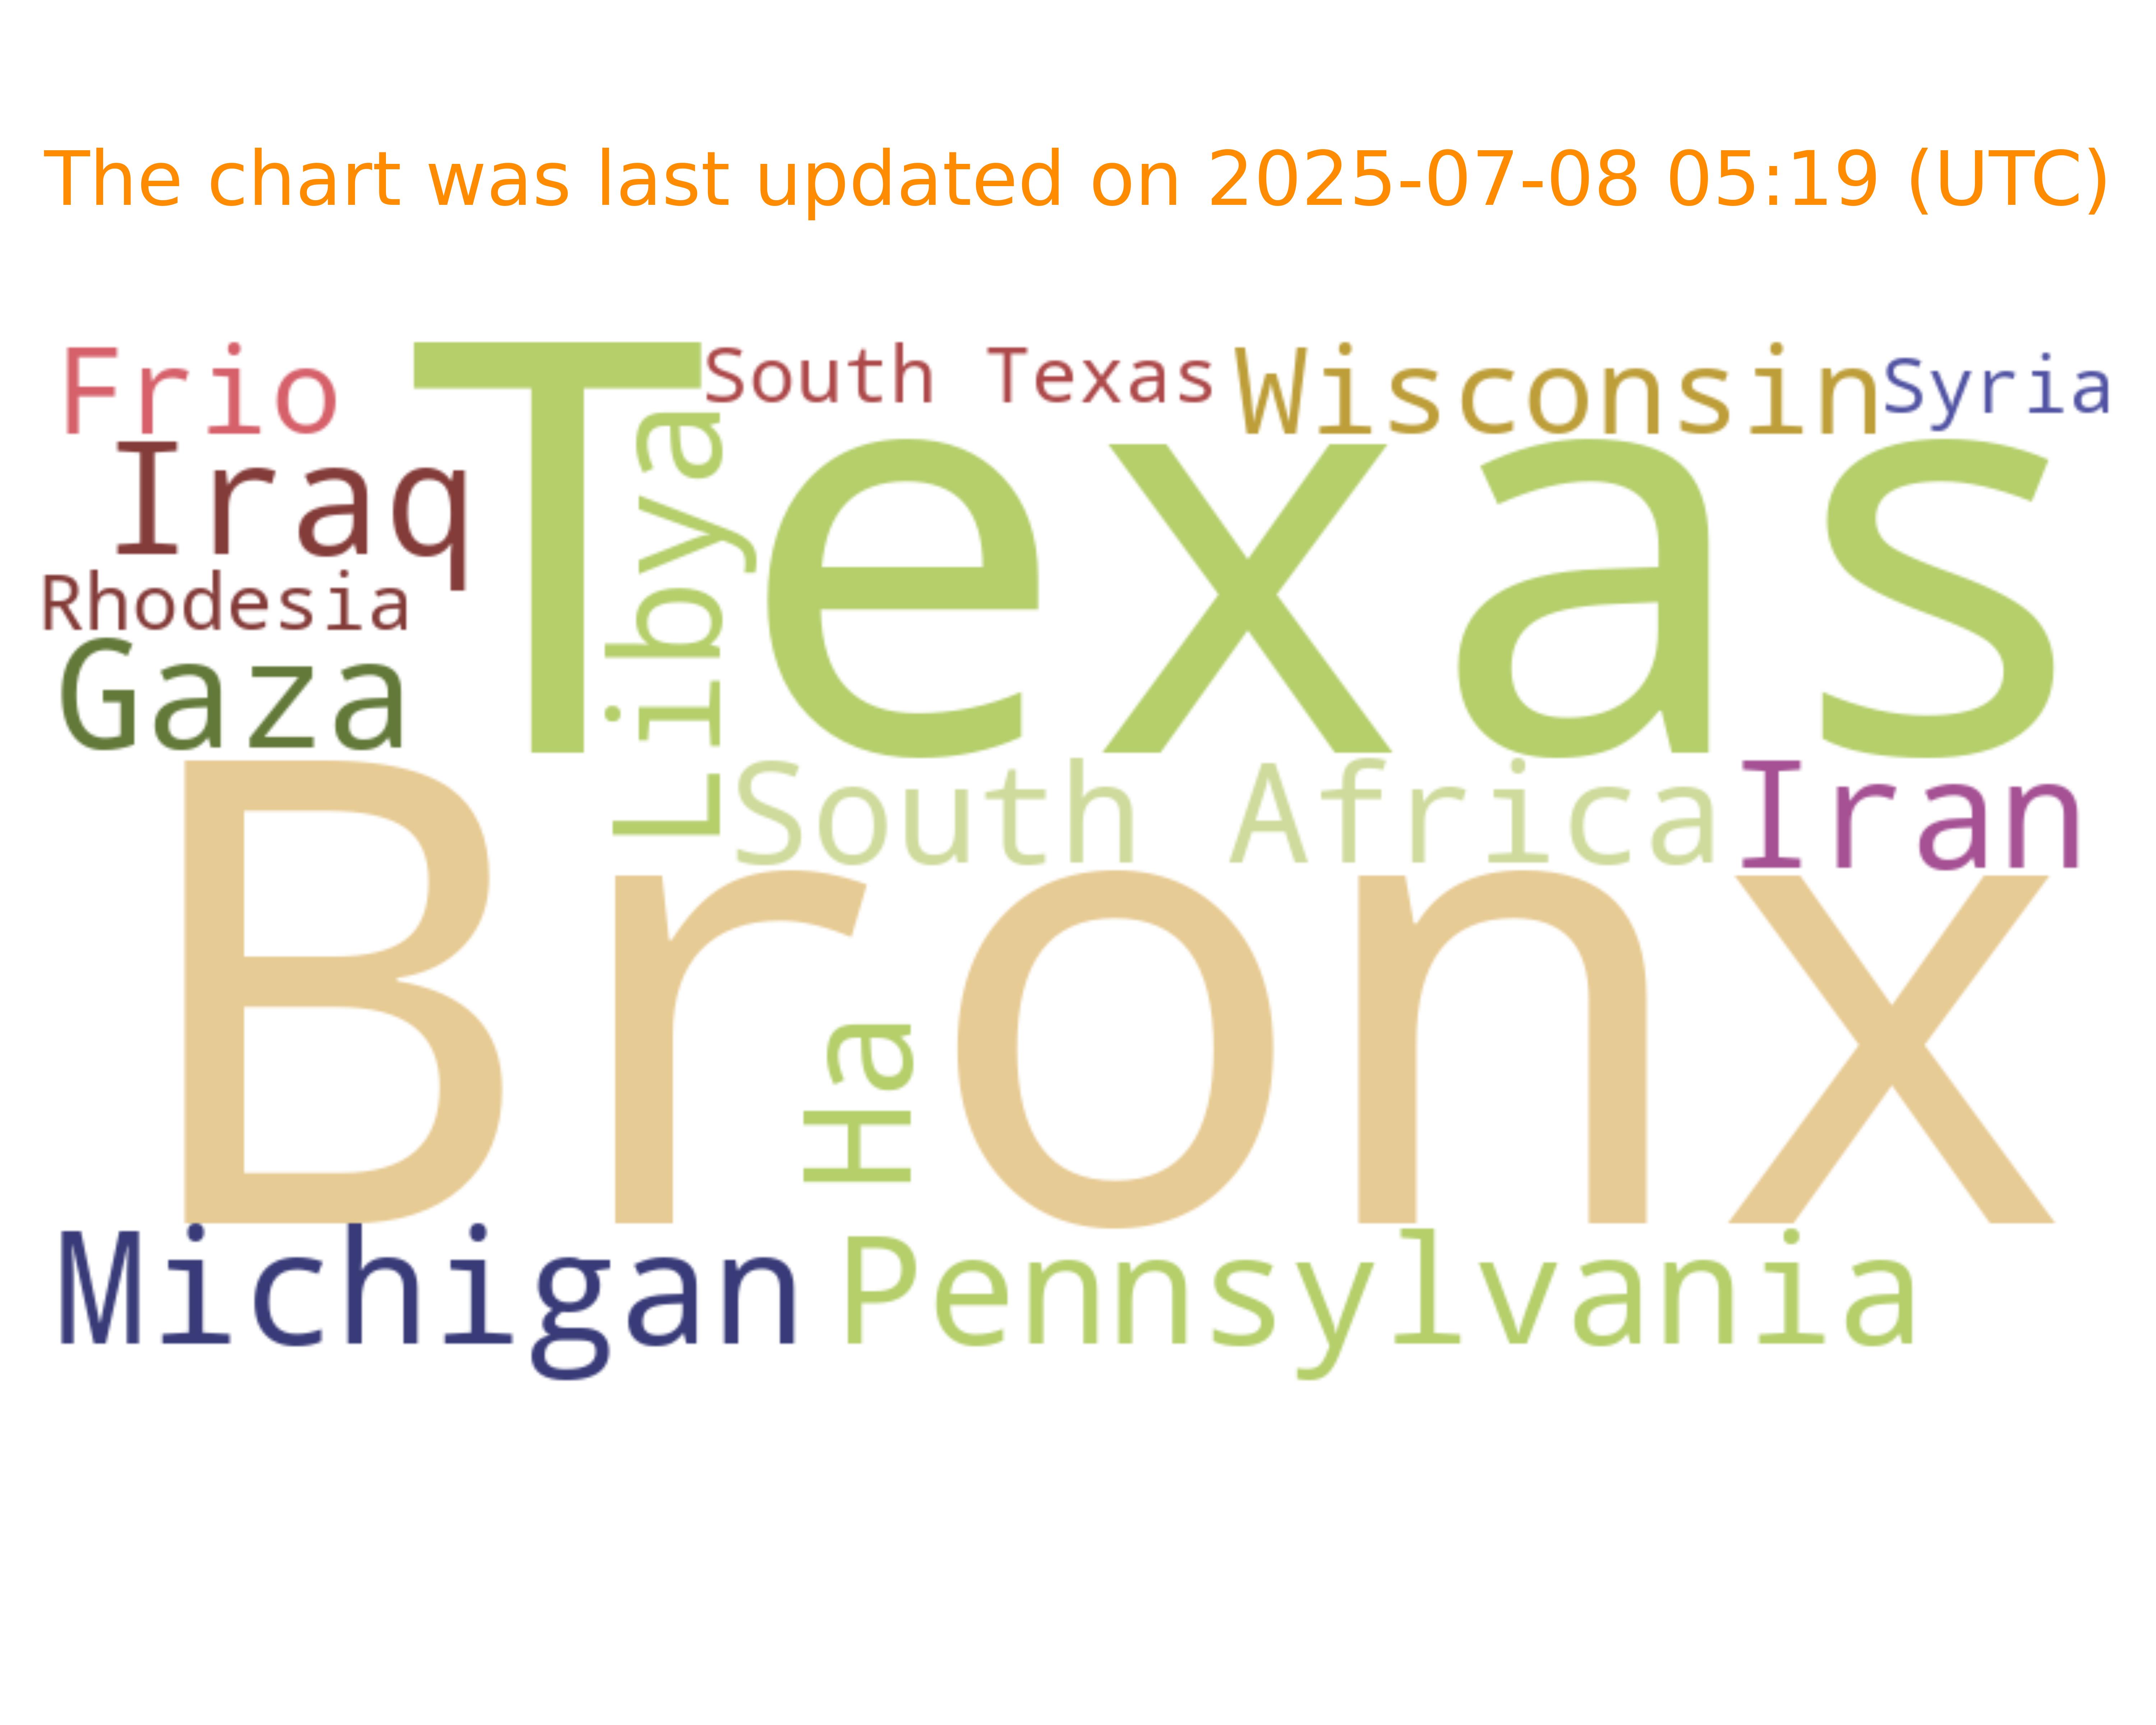 The chart was last updated on 2025-07-08 05:19 (UTC)
Frio
South Texas
Wisconsin
Syria
Texas
Iraq
Libya
Rhodesia
Gaza
South Africa
Iran
Bronx
Ha
Michigan
Pennsylvania